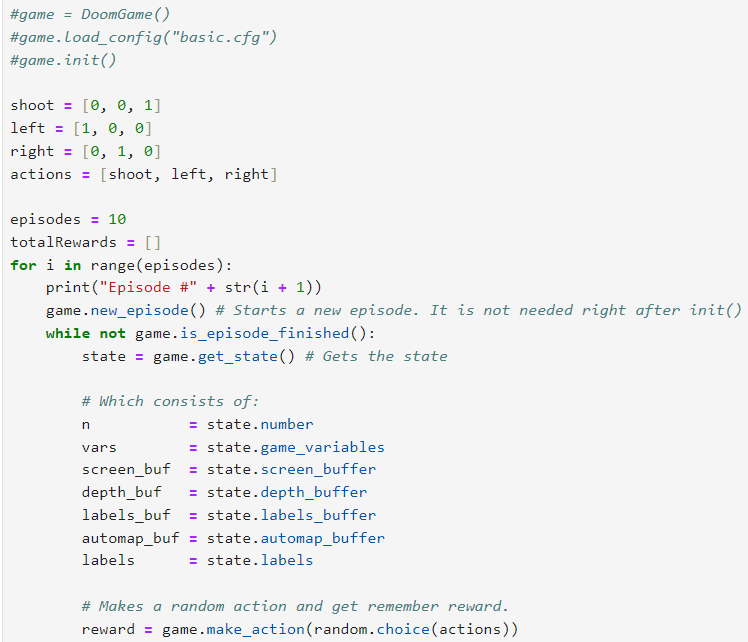 #game = DoomGame()
#game.load_config("basic.cfg")
#game.init()

shoot = [0, 0, 1]
left = [1, 0, 0]
right = [0, 1, 0]
actions = [shoot, left, right]

episodes = 10
totalRewards = []
for i in range(episodes):
    print("Episode #" + str(i + 1))
    game.new_episode() # Starts a new episode. It is not needed right after init()
    while not game.is_episode_finished():
        state = game.get_state() # Gets the state

        # Which consists of:
        n           = state.number
        vars        = state.game_variables
        screen_buf  = state.screen_buffer
        depth_buf   = state.depth_buffer
        labels_buf  = state.labels_buffer
        automap_buf = state.automap_buffer
        labels      = state.labels

        # Makes a random action and get remember reward.
        reward = game.make_action(random.choice(actions))